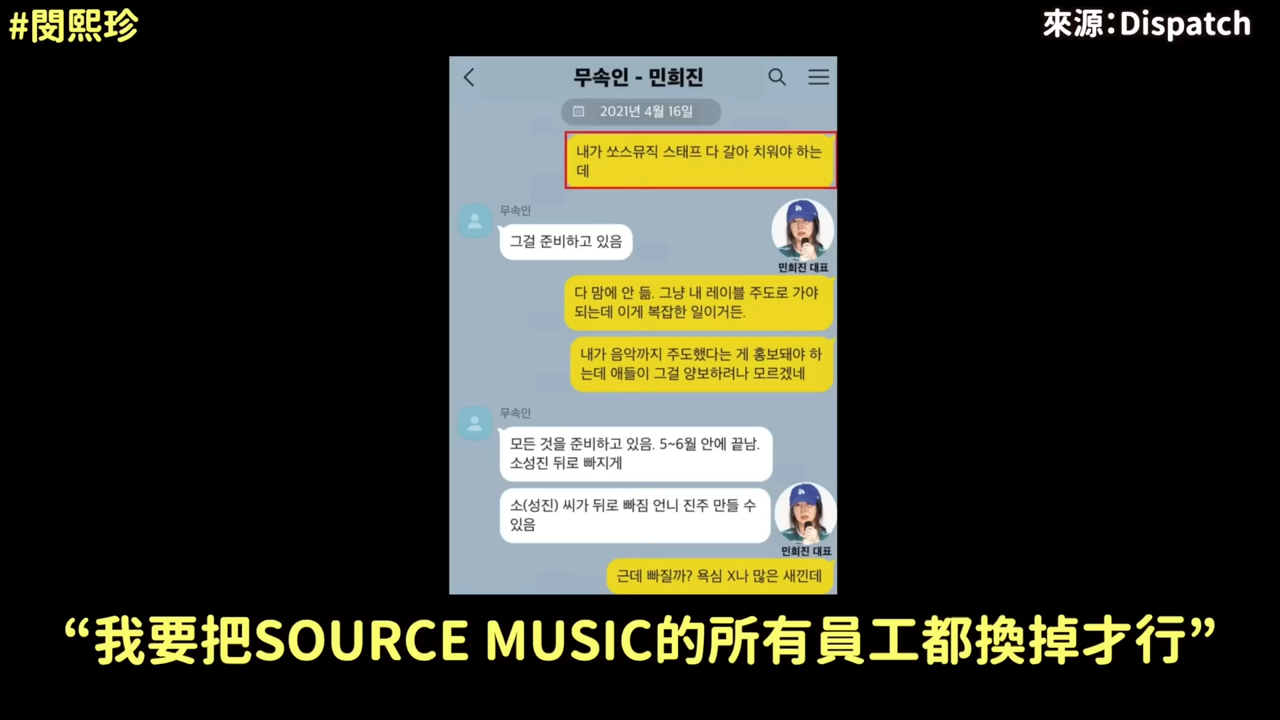 #閔熙珍
來源：Dispatch
무속인 - 민희진
2021년 4월 16일
내가 쏘스뮤직 스태프 다 갈아 치워야 하는
데
무속인
그걸 준비하고 있음
민희진 대표
다 맘에 안 듦. 그냥 내 레이블 주도로 가야
되는데 이게 복잡한 일이거든.
내가 음악까지 주도했다는 게 홍보돼야 하
는데 애들이 그걸 양보하려나 모르겠네
무속인
모든 것을 준비하고 있음. 5~6월 안에 끝남.
소성진 뒤로 빠지게
소(성진) 씨가 뒤로 빠짐 언니 진주 만들 수
있음
민희진 대표
근데 빠질까? 욕심 X나 많은 새낀데
“我要把SOURCE MUSIC的所有員工都換掉才行”